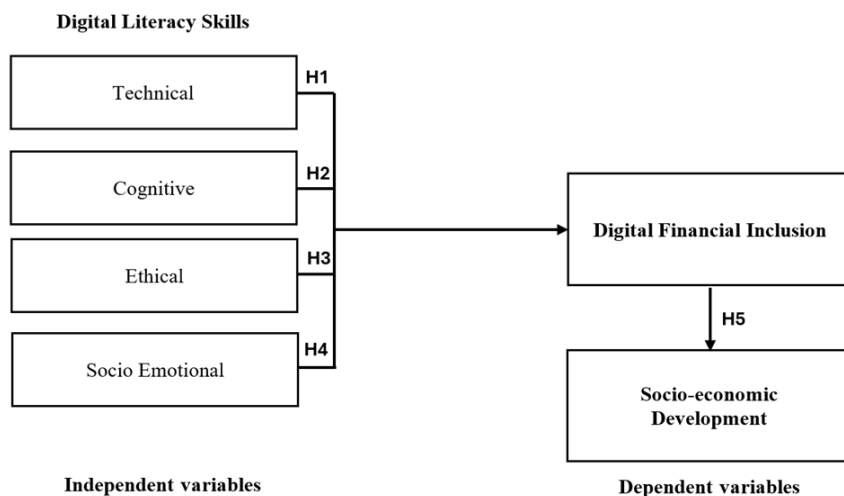 Digital Literacy Skills
Technical
H1
Cognitive
H2
Ethical
H3
Socio Emotional
H4
Digital Financial Inclusion
H5
Socio-economic
Development
Independent variables
Dependent variables